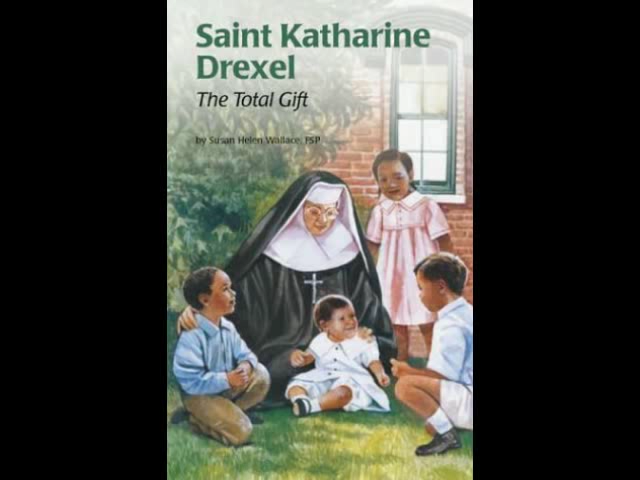 Saint Katharine
Drexel
The Total Gift
by Susan Helen Wallace, FSP